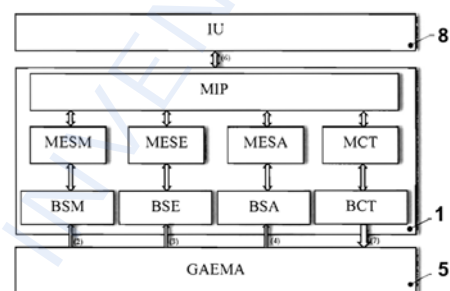 IU
8
(6)
MIP
MESM MESE MESA MCT
BSM BSE BSA BCT
1
(2) (3) (4) (7)
GAEMA
5
INVEN